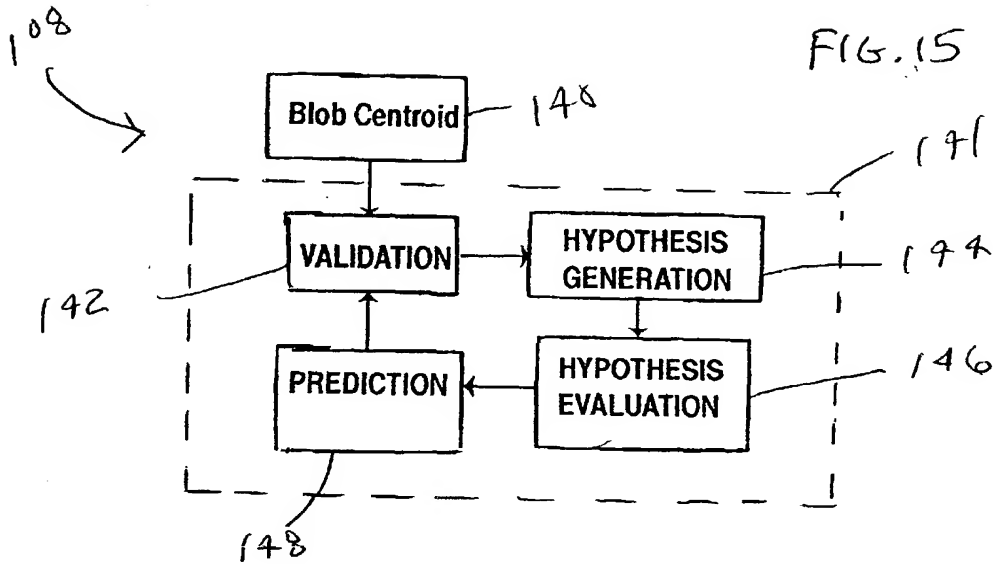 108
FIG. 15
Blob Centroid
140
141
VALIDATION
HYPOTHESIS
GENERATION
144
142
PREDICTION
HYPOTHESIS
EVALUATION
146
148